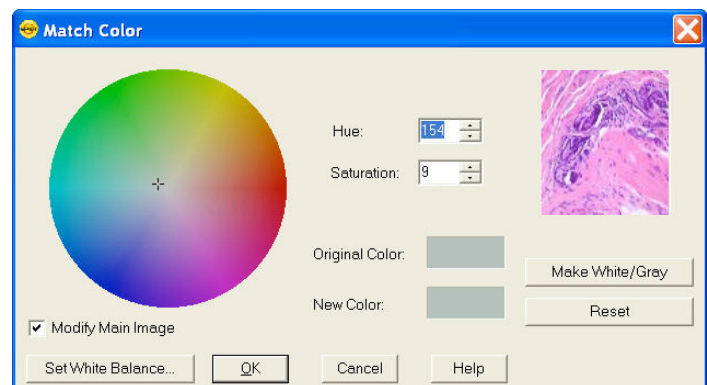 Match Color
Hue: 154
Saturation: 9
Original Color:
Make White/Gray
New Color:
Reset
Modify Main Image
Set White Balance... OK Cancel Help